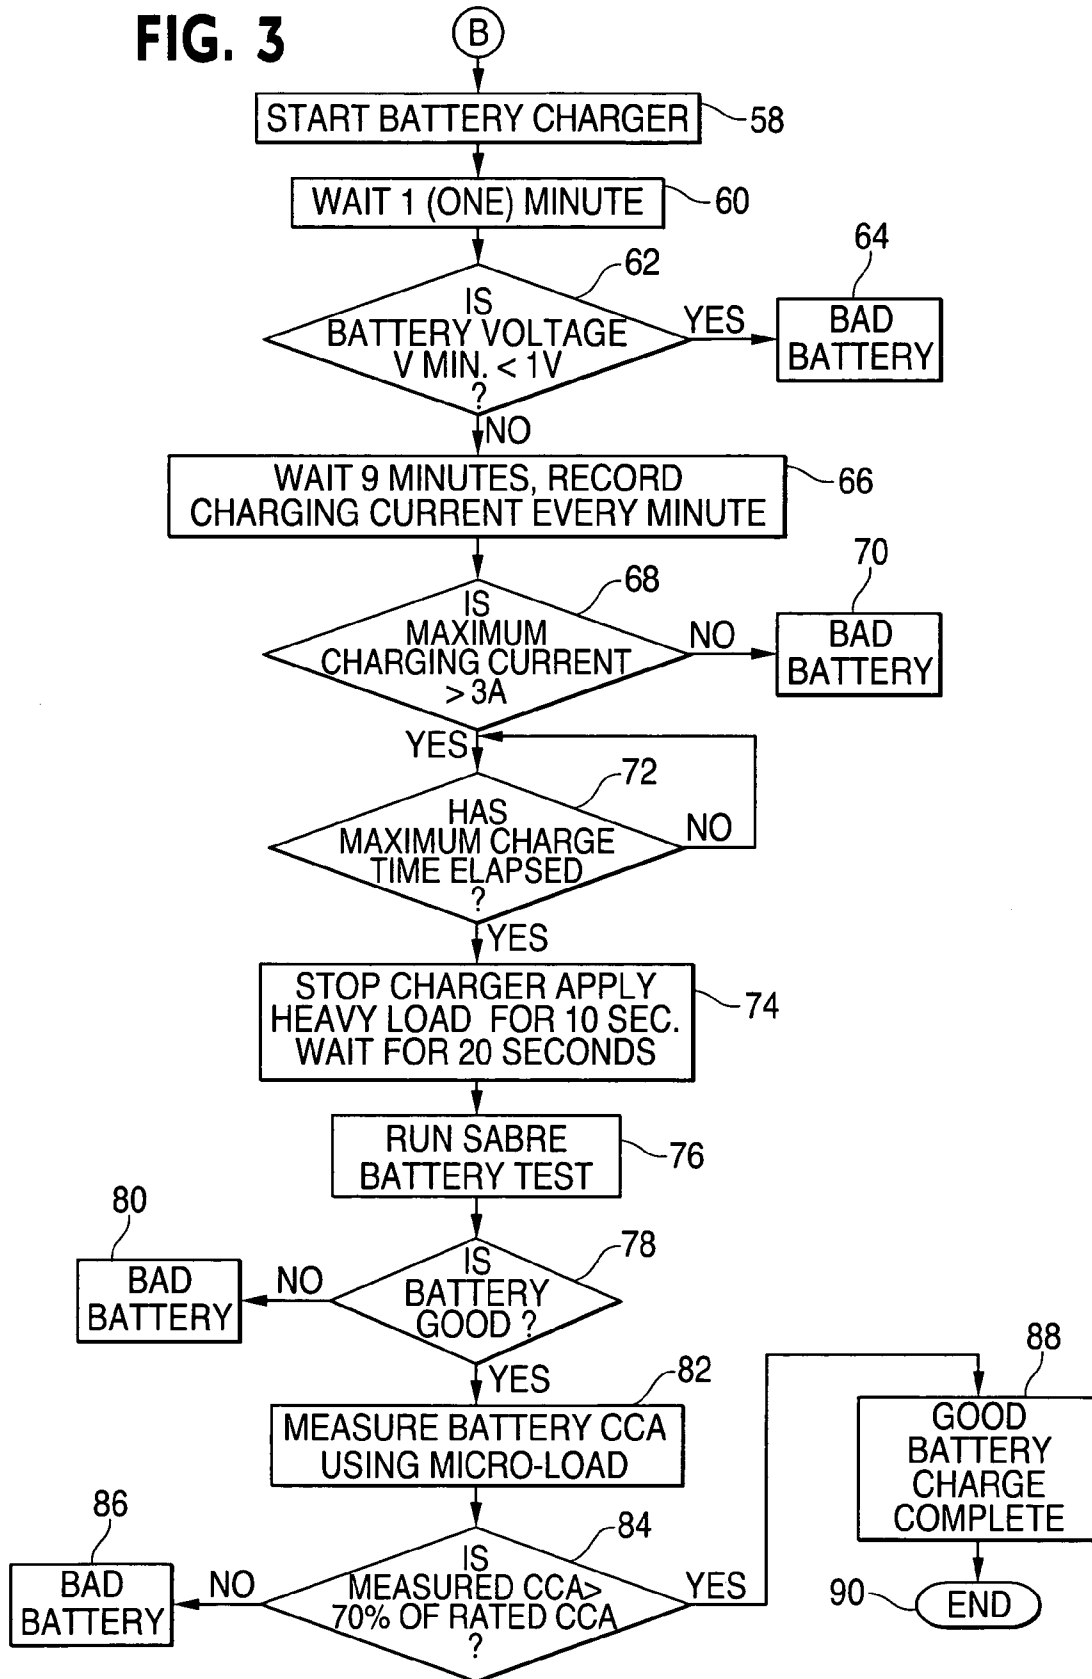 FIG. 3
B
START BATTERY CHARGER
58
WAIT 1 (ONE) MINUTE
60
62
IS
BATTERY VOLTAGE
V MIN. < 1V
?
YES
64
BAD
BATTERY
NO
WAIT 9 MINUTES, RECORD
CHARGING CURRENT EVERY MINUTE
66
68
IS
MAXIMUM
CHARGING CURRENT
> 3A
NO
70
BAD
BATTERY
YES
72
HAS
MAXIMUM CHARGE
TIME ELAPSED
?
NO
YES
STOP CHARGER APPLY
HEAVY LOAD FOR 10 SEC.
WAIT FOR 20 SECONDS
74
RUN SABRE
BATTERY TEST
76
78
IS
BATTERY
GOOD ?
NO
80
BAD
BATTERY
YES
82
MEASURE BATTERY CCA
USING MICRO-LOAD
84
IS
MEASURED CCA>
70% OF RATED CCA
?
NO
86
BAD
BATTERY
YES
88
GOOD
BATTERY
CHARGE
COMPLETE
90
END